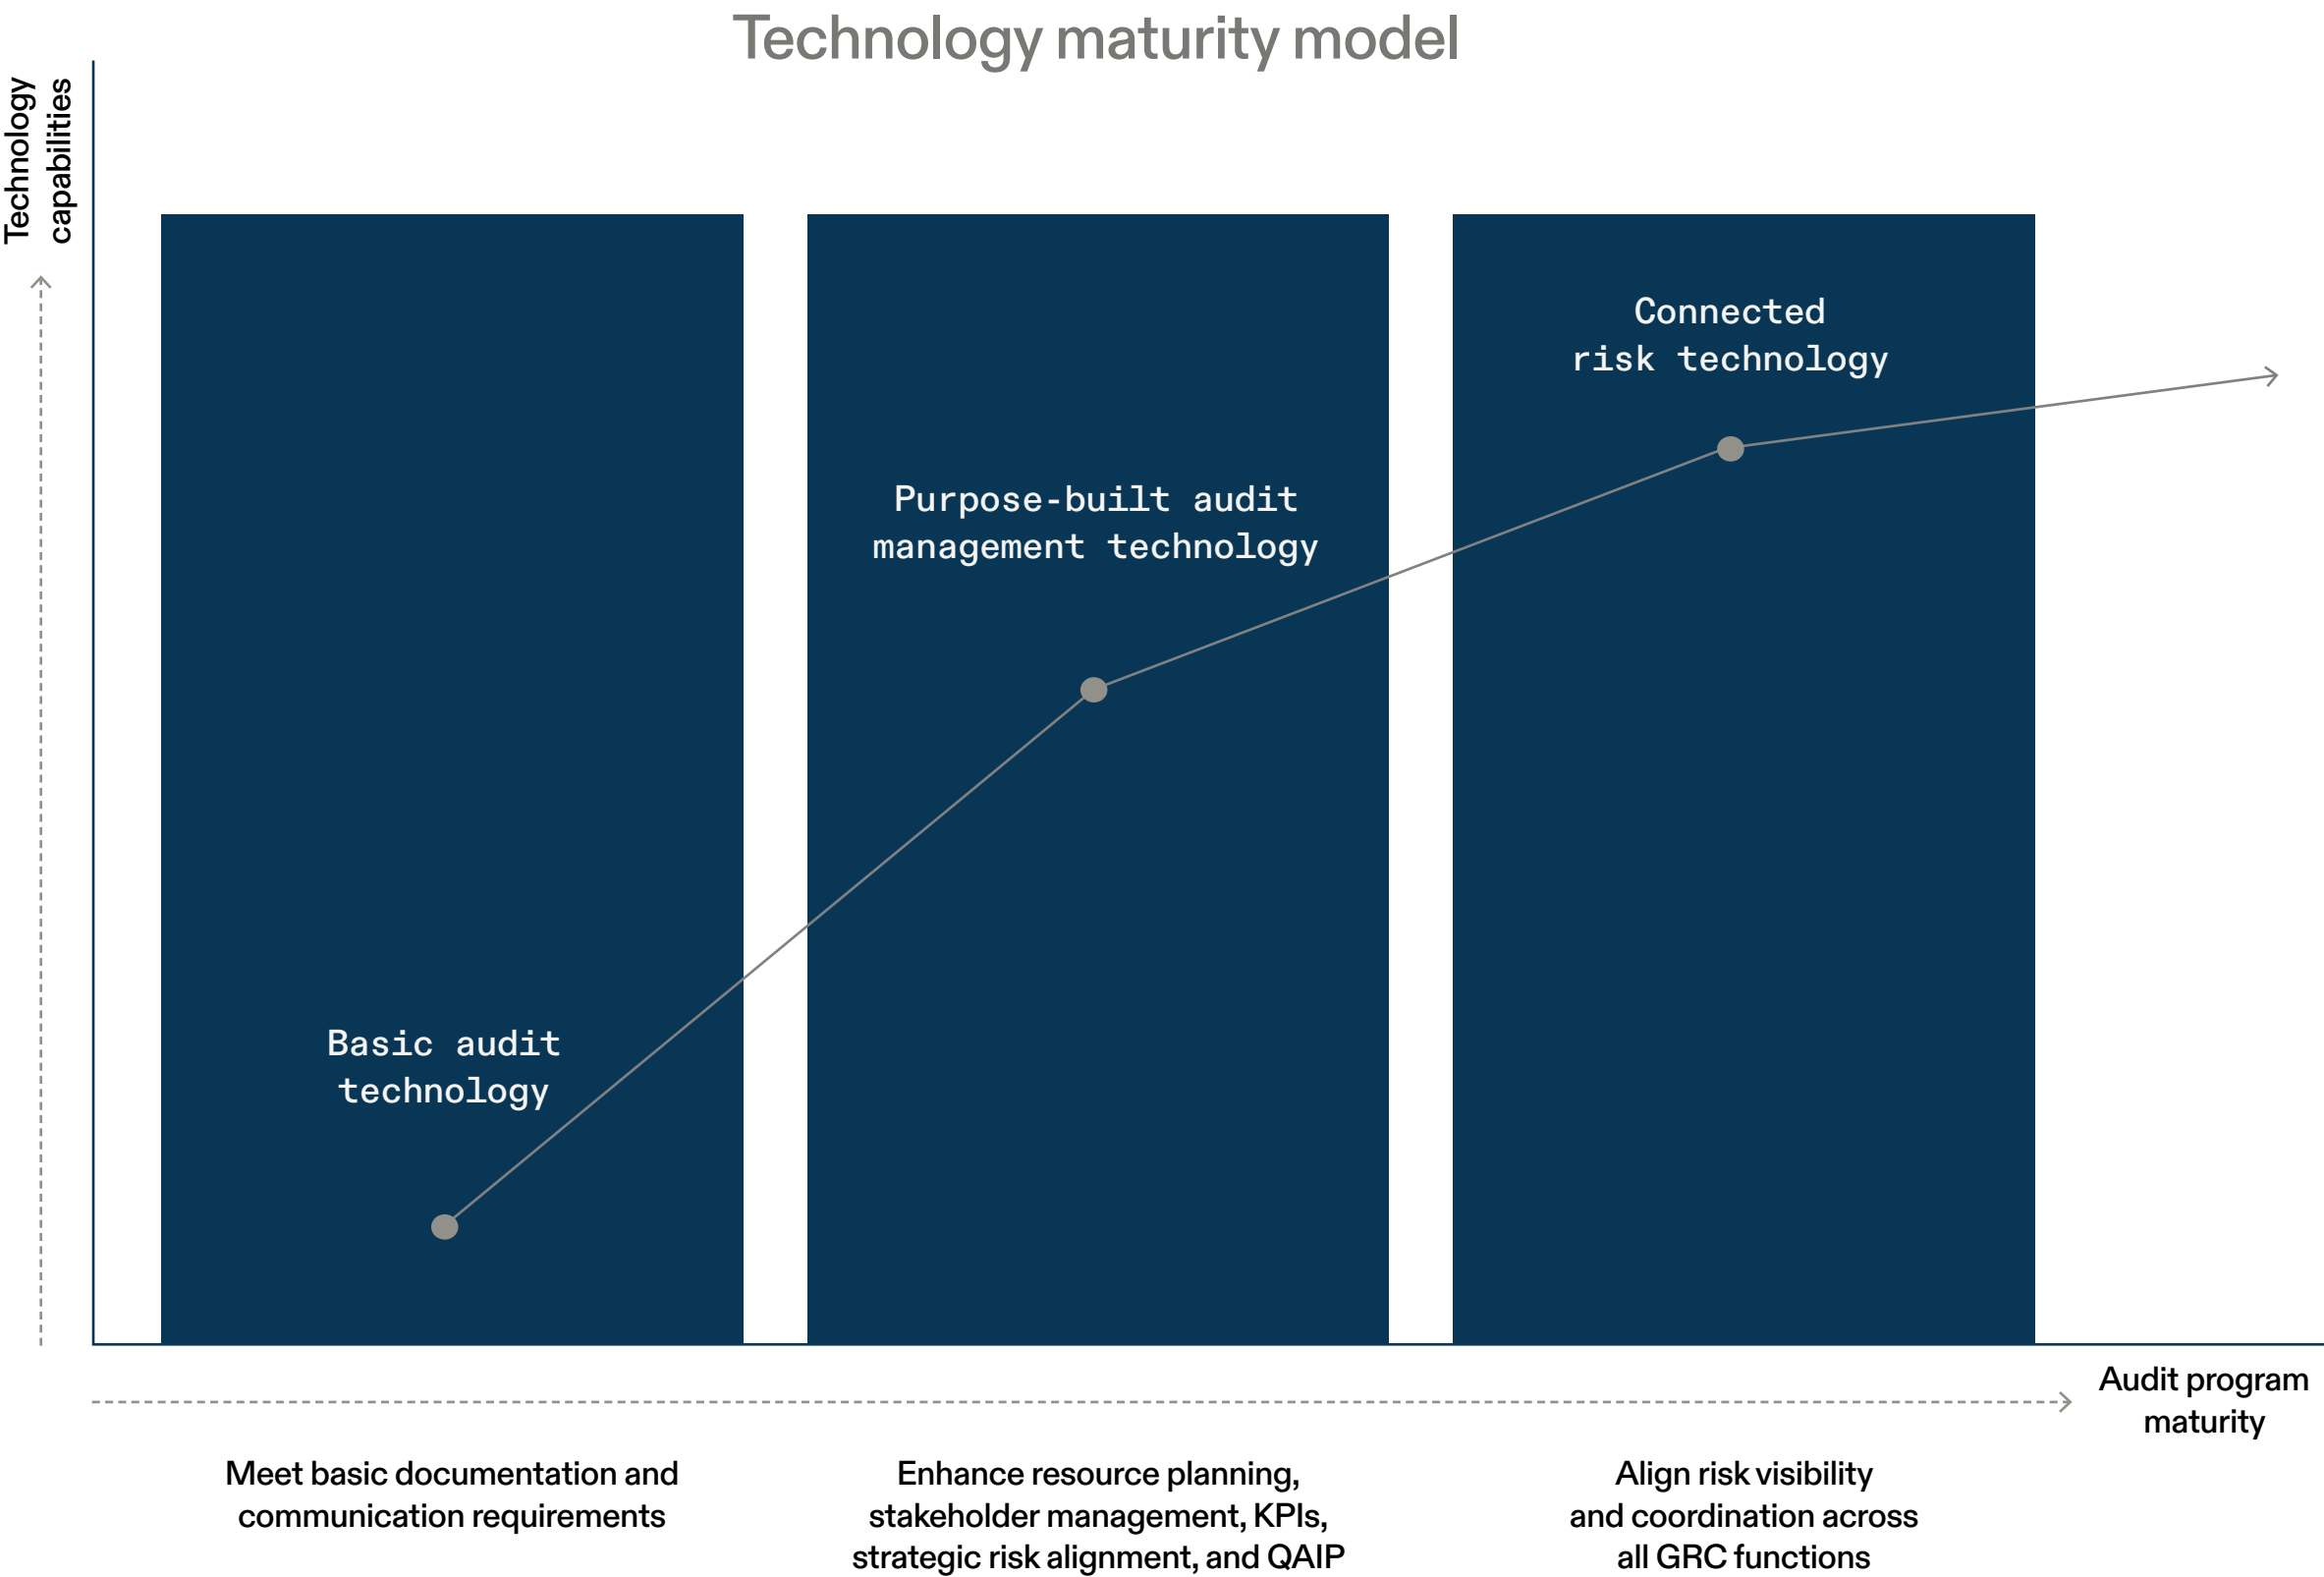 Technology maturity model
Technology
capabilities
Connected
risk technology
Purpose-built audit
management technology
Basic audit
technology
Audit program
maturity
Meet basic documentation and
communication requirements
Enhance resource planning,
stakeholder management, KPIs,
strategic risk alignment, and QAIP
Align risk visibility
and coordination across
all GRC functions